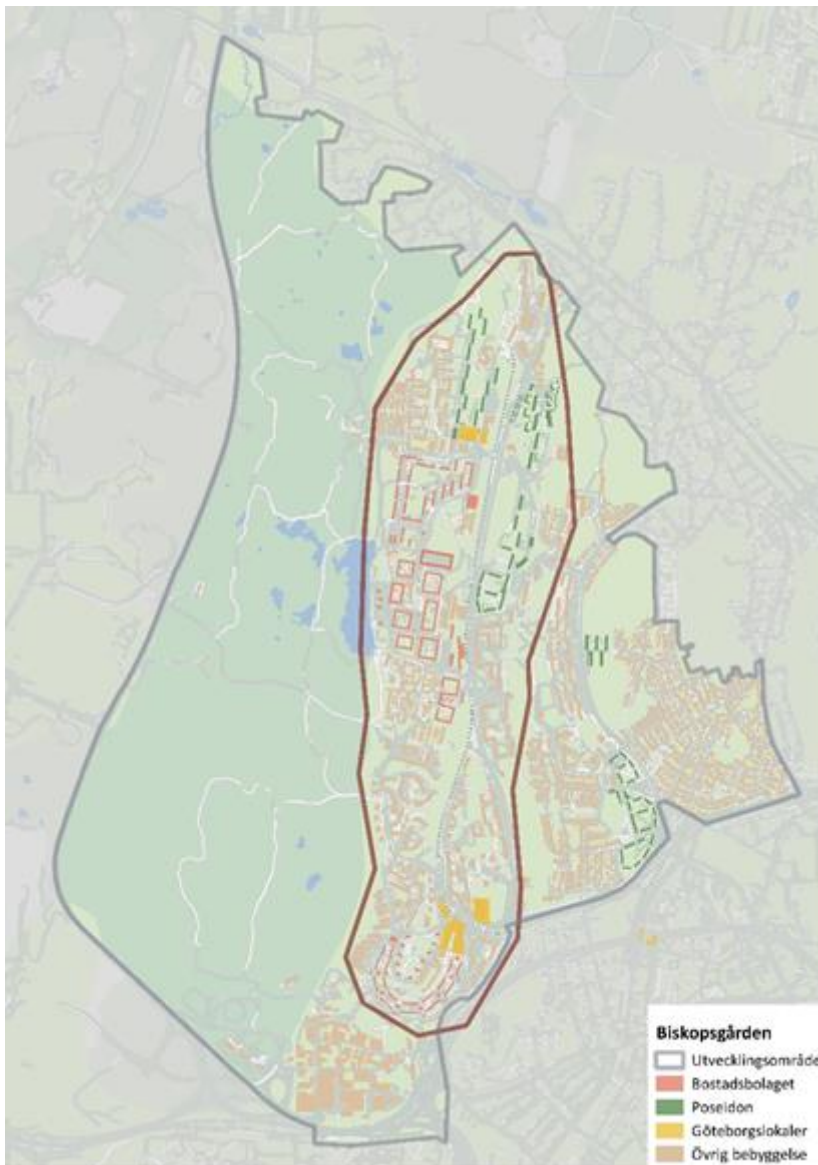 Biskopsgården
Utvecklingsområde
Bostadsbolaget
Poseidon
Göteborgslokaler
Övrig bebyggelse